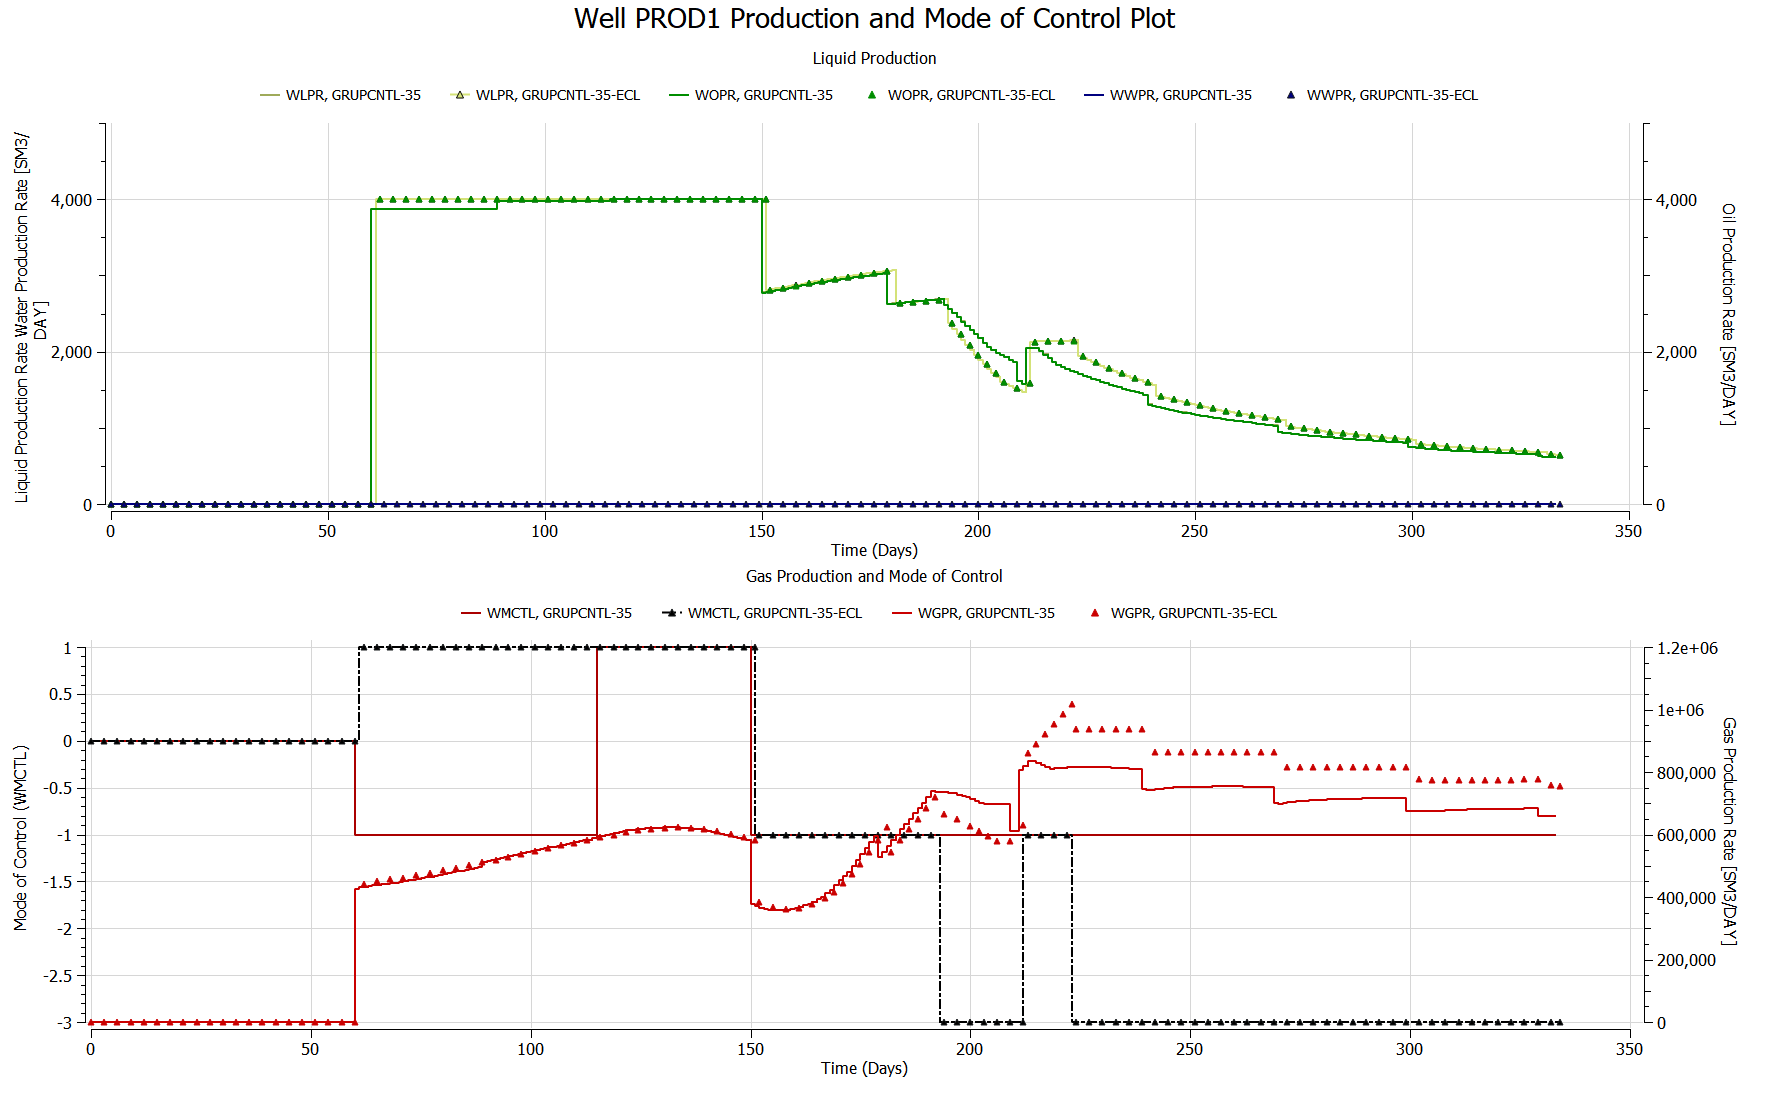 Well PROD1 Production and Mode of Control Plot
Liquid Production
WLPR, GRUPCNTL-35 WLPR, GRUPCNTL-35-ECL WOPR, GRUPCNTL-35 WOPR, GRUPCNTL-35-ECL WWPR, GRUPCNTL-35 WWPR, GRUPCNTL-35-ECL
Liquid Production Rate Water Production Rate [SM3/
DAY]
4,000
2,000
0
4,000
2,000
0
Oil Production Rate [SM3/DAY]
0 50 100 150 200 250 300 350
Time (Days)
Gas Production and Mode of Control
WMCTL, GRUPCNTL-35 WMCTL, GRUPCNTL-35-ECL WGPR, GRUPCNTL-35 WGPR, GRUPCNTL-35-ECL
Mode of Control (WMCTL)
1
0.5
0
-0.5
-1
-1.5
-2
-2.5
-3
1.2e+06
1e+06
800,000
600,000
400,000
200,000
0
Gas Production Rate [SM3/DAY]
0 50 100 150 200 250 300 350
Time (Days)